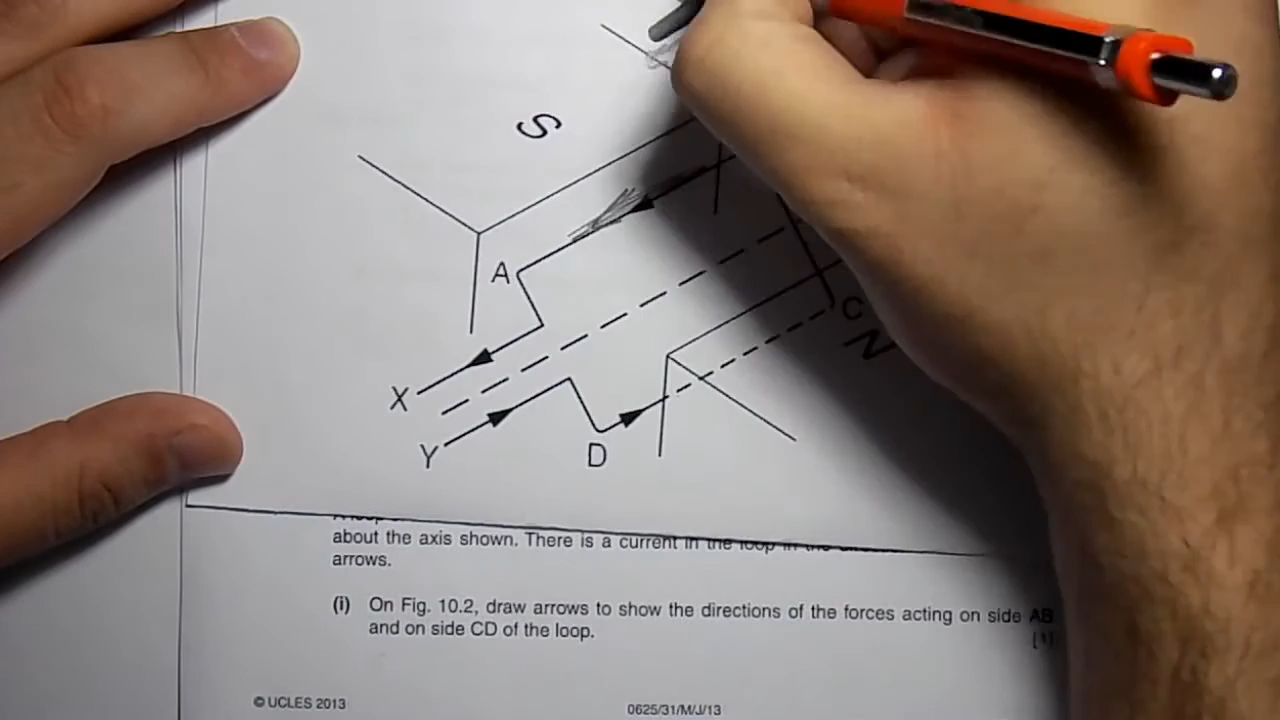 S
A
X
Y
D
C
N
about the axis shown. There is a current in the loop in the
arrows.
(i) On Fig. 10.2, draw arrows to show the directions of the forces acting on side AB
and on side CD of the loop. [1]
© UCLES 2013
0625/31/M/J/13